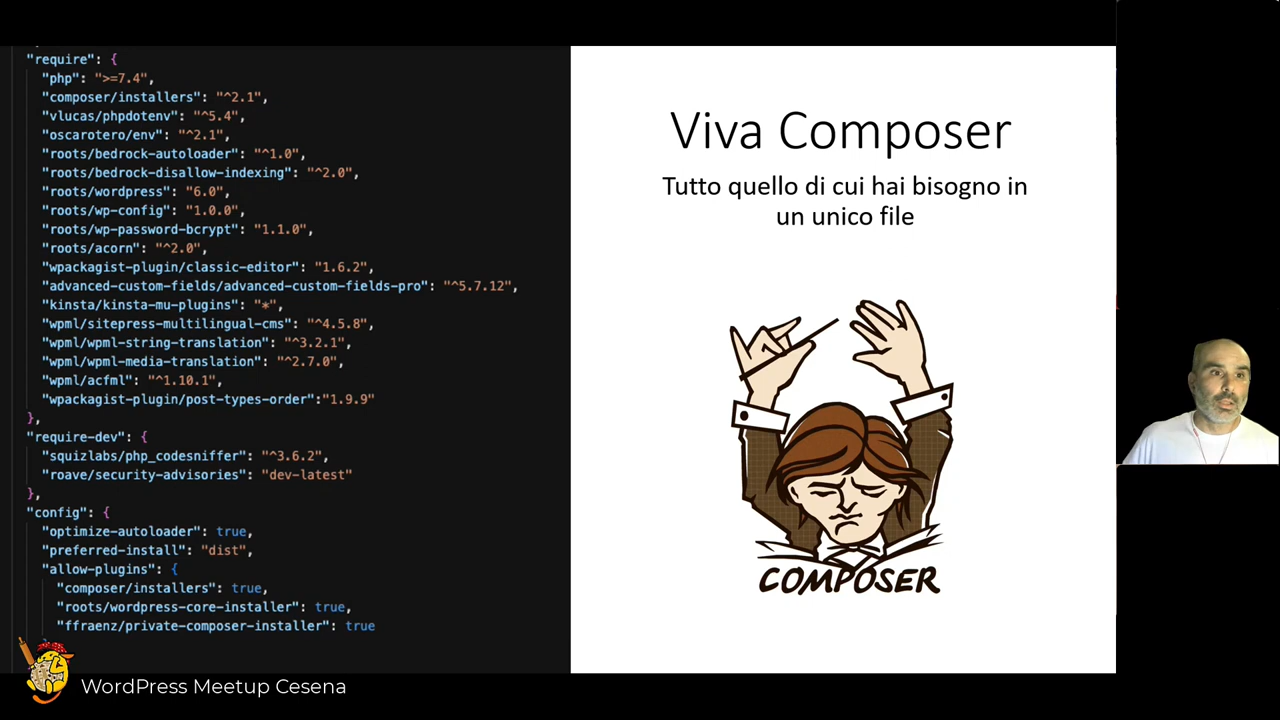 "require": {
"php": ">=7.4",
"composer/installers": "^2.1",
"vlucas/phpdotenv": "^5.4",
"oscarotero/env": "^2.1",
"roots/bedrock-autoloader": "^1.0",
"roots/bedrock-disallow-indexing": "^2.0",
"roots/wordpress": "6.0",
"roots/wp-config": "1.0.0",
"roots/wp-password-bcrypt": "1.1.0",
"roots/acorn": "^2.0",
"wpackagist-plugin/classic-editor": "1.6.2",
"advanced-custom-fields/advanced-custom-fields-pro": "^5.7.12",
"kinsta/kinsta-mu-plugins": "*",
"wpml/sitepress-multilingual-cms": "^4.5.8",
"wpml/wpml-string-translation": "^3.2.1",
"wpml/wpml-media-translation": "^2.7.0",
"wpml/acfml": "^1.10.1",
"wpackagist-plugin/post-types-order":"1.9.9"
},
"require-dev": {
"squizlabs/php_codesniffer": "^3.6.2",
"roave/security-advisories": "dev-latest"
},
"config": {
"optimize-autoloader": true,
"preferred-install": "dist",
"allow-plugins": {
"composer/installers": true,
"roots/wordpress-core-installer": true,
"ffraenz/private-composer-installer": true
Viva Composer
Tutto quello di cui hai bisogno in
un unico file
COMPOSER
WordPress Meetup Cesena